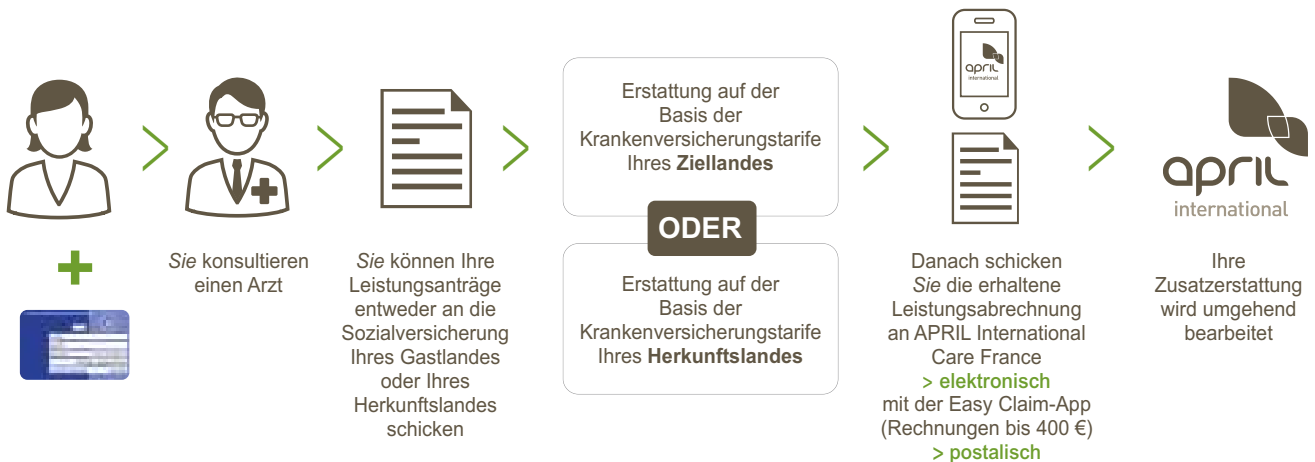 Sie konsultieren
einen Arzt
Sie können Ihre
Leistungsanträge
entweder an die
Sozialversicherung
Ihres Gastlandes
oder Ihres
Herkunftslandes
schicken
Erstattung auf der
Basis der
Krankenversicherungstarife
Ihres Ziellandes
ODER
Erstattung auf der
Basis der
Krankenversicherungstarife
Ihres Herkunftslandes
april
international
Danach schicken
Sie die erhaltene
Leistungsabrechnung
an APRIL International
Care France
> elektronisch
mit der Easy Claim-App
(Rechnungen bis 400 €)
> postalisch
april
international
Ihre
Zusatzerstattung
wird umgehend
bearbeitet